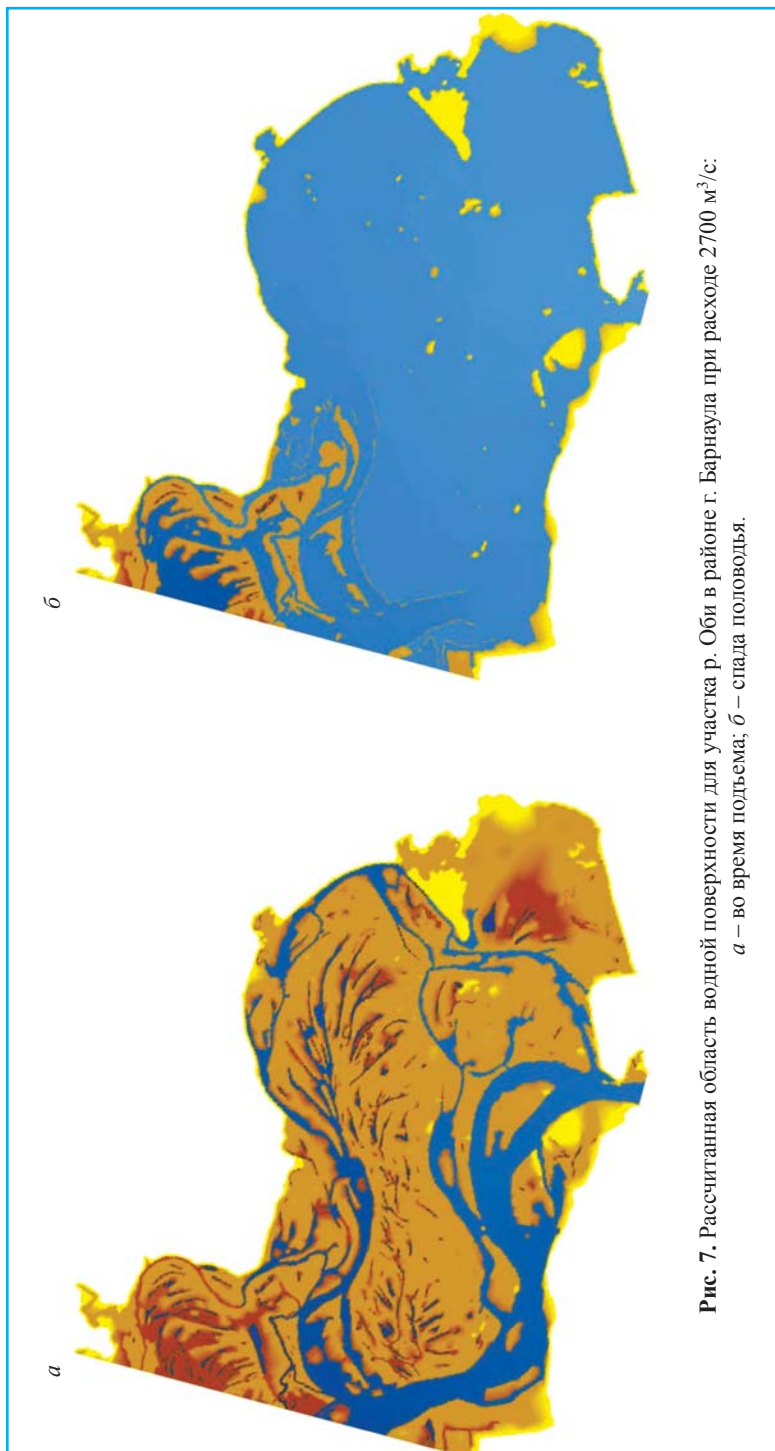 а
б
Рис. 7. Рассчитанная область водной поверхности для участка р. Оби в районе г. Барнаула при расходе 2700 м³/с:
а – во время подъема; б – спада половодья.